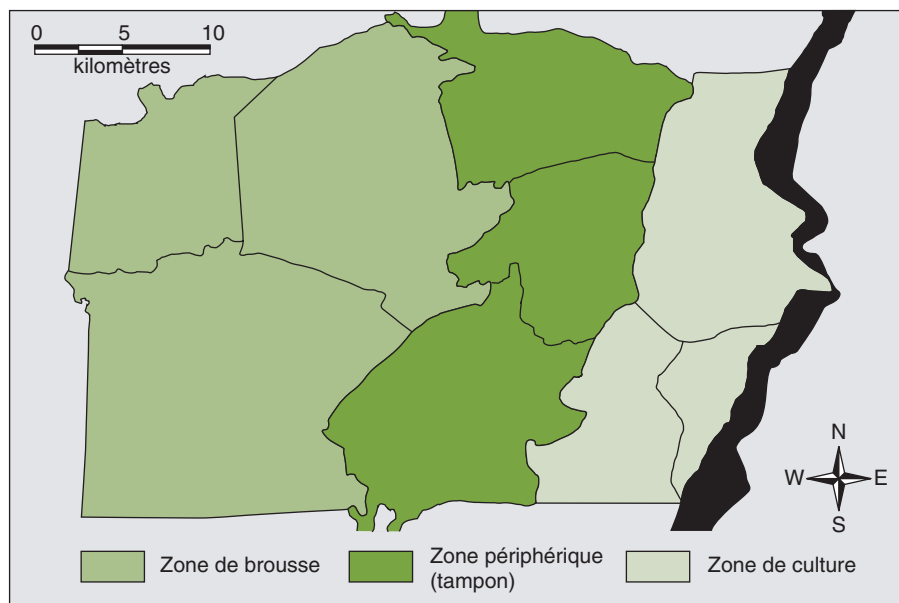 0 5 10
kilomètres
N
W E
S
Zone de brousse
Zone périphérique
(tampon)
Zone de culture